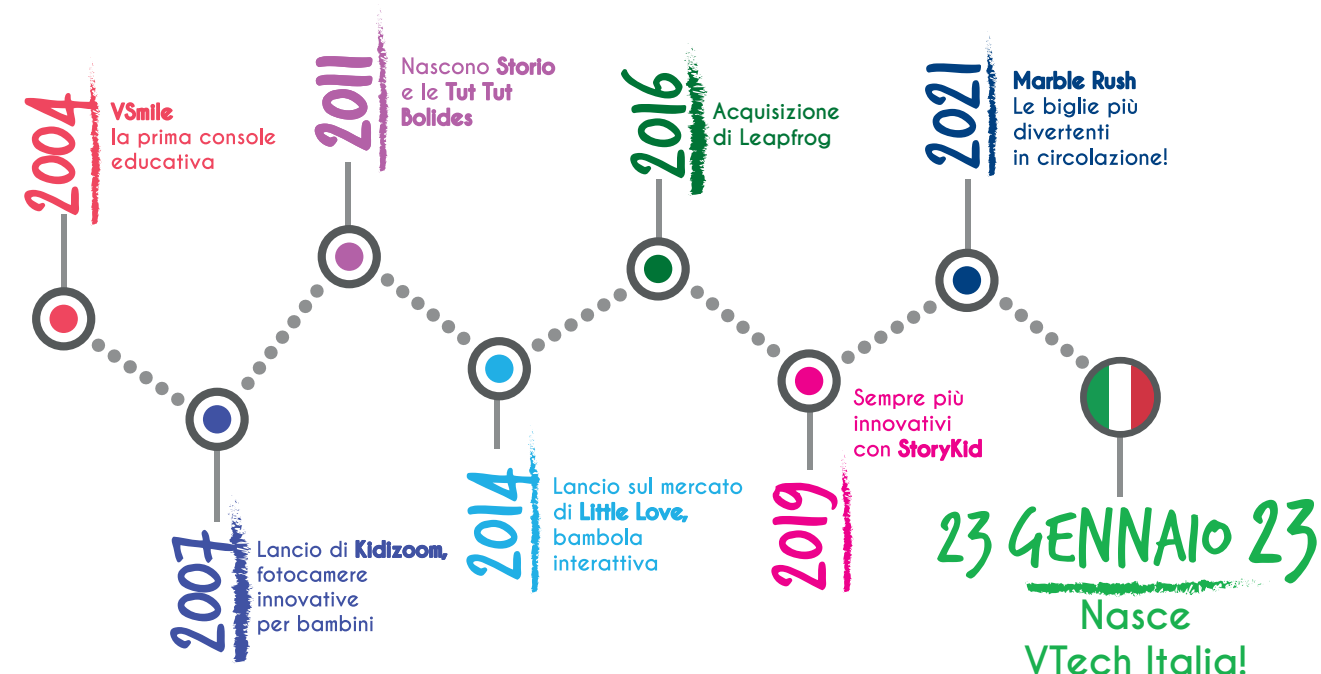 2004
VSmile
la prima console
educativa
2007
Lancio di Kidizoom,
fotocamere
innovative
per bambini
2011
Nascono Storio
e le Tut Tut
Bolides
2014
Lancio sul mercato
di Little Love,
bambola
interattiva
2016
Acquisizione
di Leapfrog
2019
Sempre più
innovativi
con StoryKid
2021
Marble Rush
Le biglie più
divertenti
in circolazione!
23 GENNAIO 23
Nasce
VTech Italia!